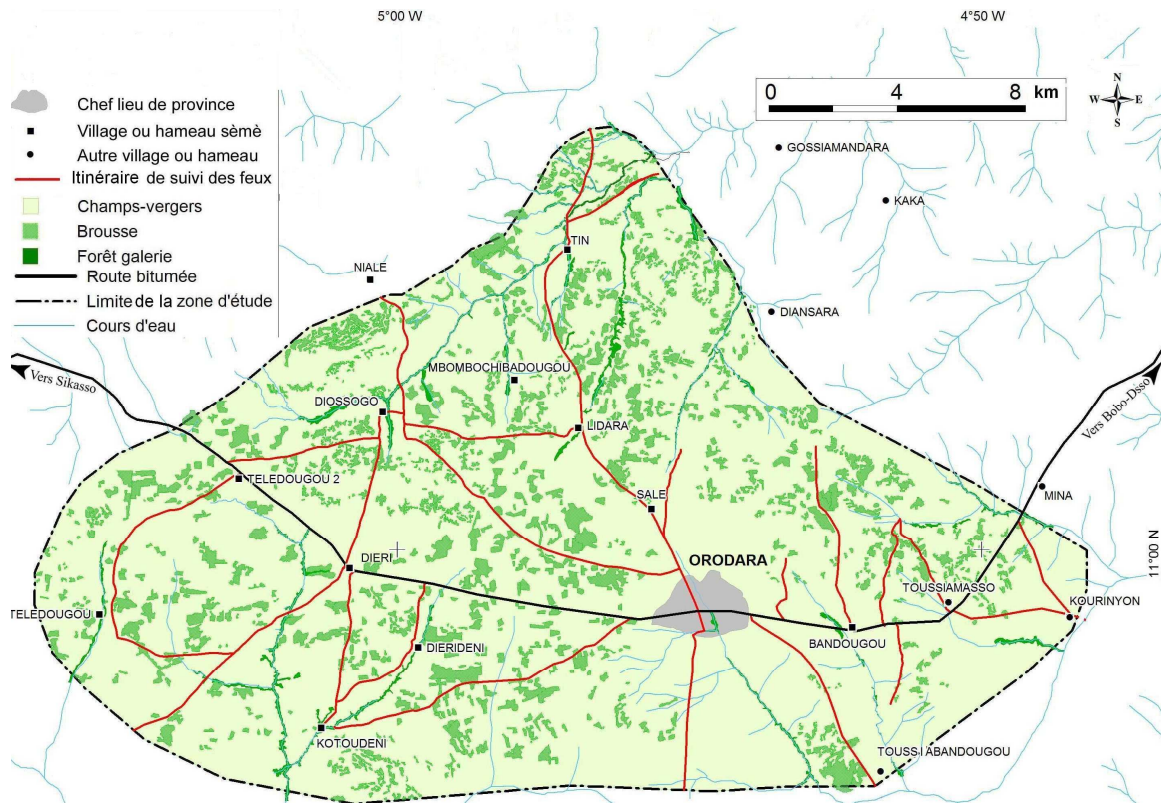 5°00 W
4°50 W
0 4 8 km
N
W E
S
Chef lieu de province
Village ou hameau sèmè
Autre village ou hameau
Itinéraire de suivi des feux
Champs-vergers
Brousse
Forêt galerie
Route bitumée
Limite de la zone d'étude
Cours d'eau
GOSSIAMANDARA
KAKA
TIN
NIALE
DIANSARA
Vers Sikasso
MBOMBOCHIBADOUGOU
Vers Bobo-Dsso
DIOSSOGO
LIDARA
TELEDOUGOU 2
MINA
SALE
11°00 N
DIERI
ORODARA
TOUSSIAMASSO
KOURINYON
TELEDOUGOU
BANDOUGOU
DIERIDENI
KOTOUDENI
TOUSSIABANDOUGOU